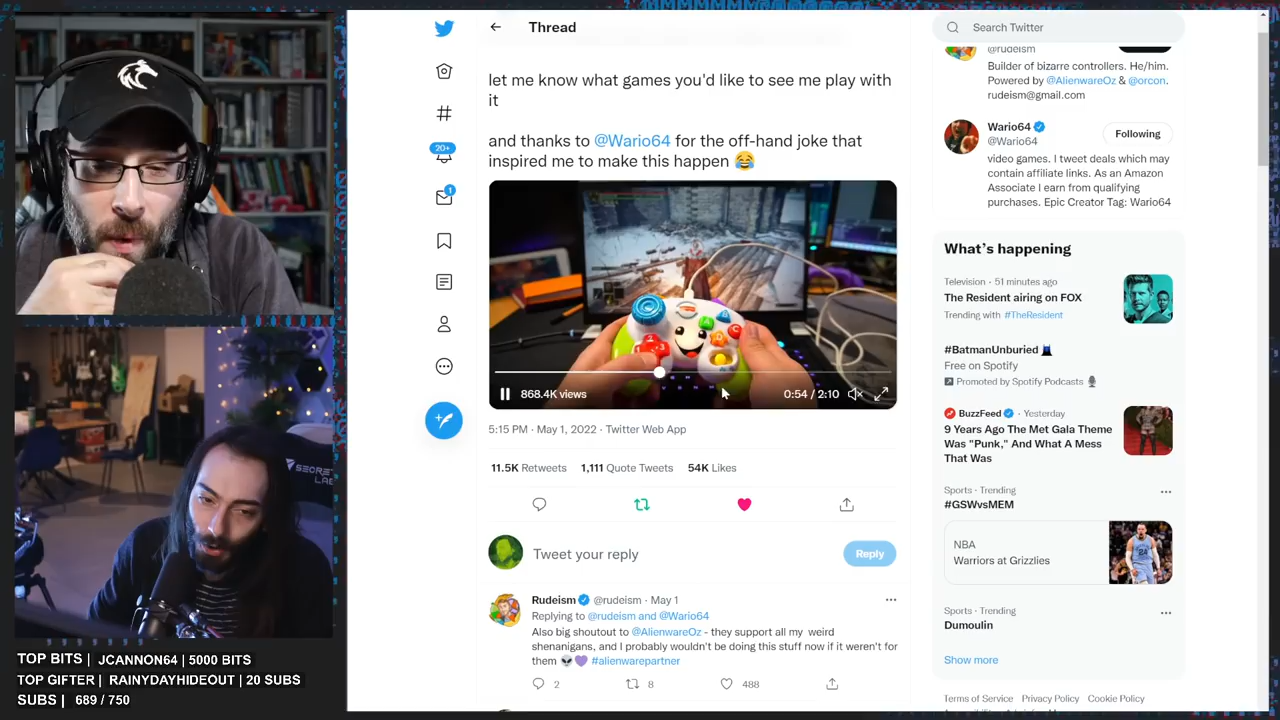 Thread
let me know what games you'd like to see me play with
it
and thanks to @Wario64 for the off-hand joke that
inspired me to make this happen 😂
868.4K views
0:54 / 2:10
5:15 PM · May 1, 2022 · Twitter Web App
11.5K Retweets 1,111 Quote Tweets 54K Likes
Tweet your reply
Reply
Rudeism @rudeism · May 1
Replying to @rudeism and @Wario64
Also big shoutout to @AlienwareOz - they support all my weird
shenanigans, and I probably wouldn't be doing this stuff now if it weren't for
them 👽💜 #alienwarepartner
2 8 488
20+
1
Search Twitter
@rudeism
Builder of bizarre controllers. He/him.
Powered by @AlienwareOz & @orcon.
rudeism@gmail.com
Wario64
@Wario64
Following
video games. I tweet deals which may
contain affiliate links. As an Amazon
Associate I earn from qualifying
purchases. Epic Creator Tag: Wario64
What's happening
Television · 51 minutes ago
The Resident airing on FOX
Trending with #TheResident
#BatmanUnburied
Free on Spotify
Promoted by Spotify Podcasts
BuzzFeed · Yesterday
9 Years Ago The Met Gala Theme
Was "Punk," And What A Mess
That Was
Sports · Trending
#GSWvsMEM
NBA
Warriors at Grizzlies
Sports · Trending
Dumoulin
Show more
Terms of Service Privacy Policy Cookie Policy
SECRET
LAB
TOP BITS | JCANNON64 | 5000 BITS
TOP GIFTER | RAINYDAYHIDEOUT | 20 SUBS
SUBS | 689 / 750